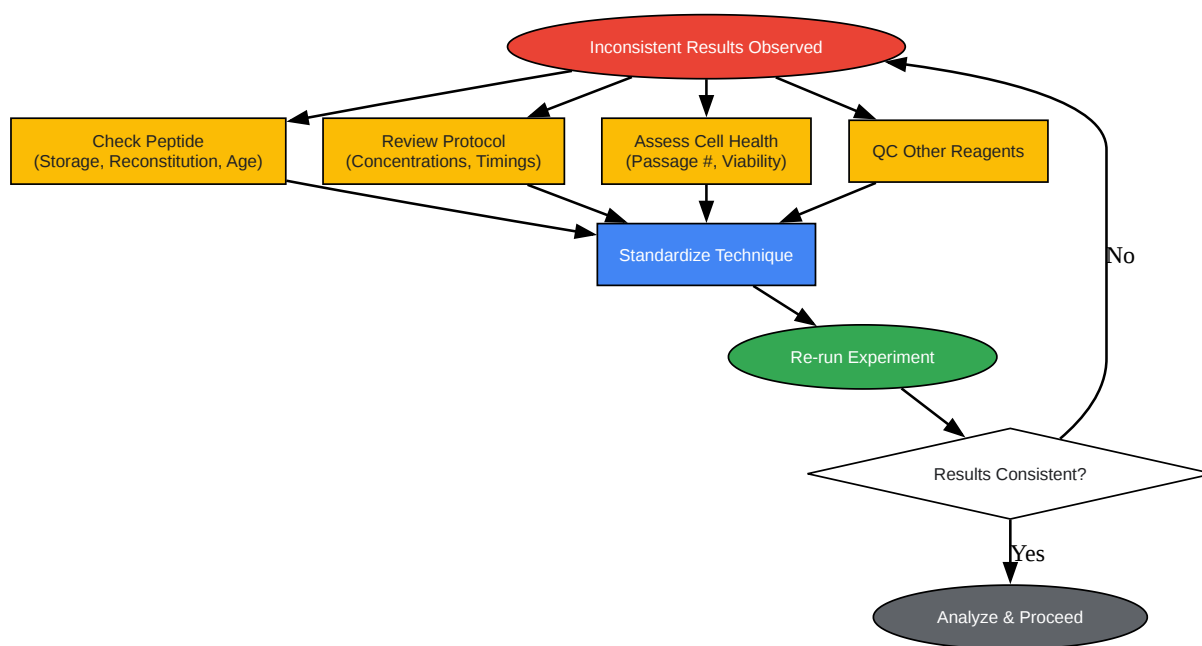 Inconsistent Results Observed
Check Peptide
(Storage, Reconstitution, Age)
Review Protocol
(Concentrations, Timings)
Assess Cell Health
(Passage #, Viability)
QC Other Reagents
Standardize Technique
No
Re-run Experiment
Results Consistent?
Yes
Analyze & Proceed